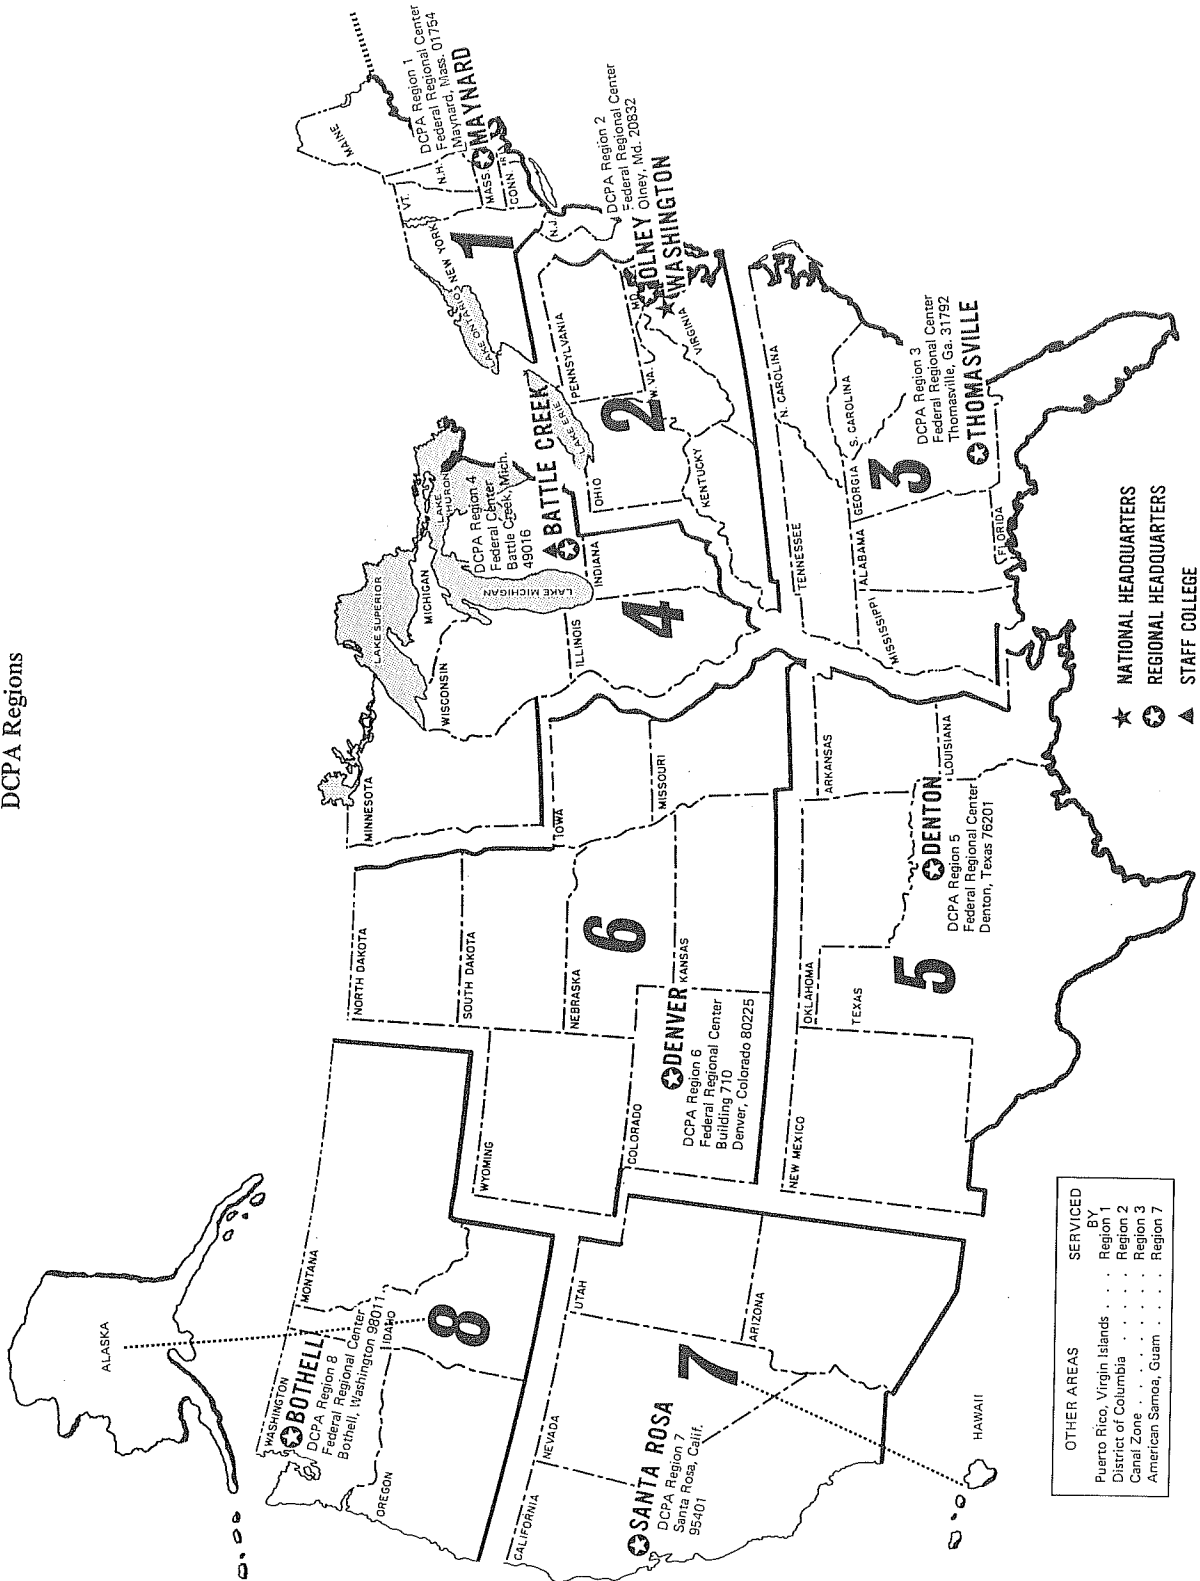 DCPA Regions
ALASKA
WASHINGTON
BOTHELL
DCPA Region 8
Federal Regional Center
Bothell, Washington 98011
MONTANA
IDAHO
OREGON
8
CALIFORNIA
NEVADA
UTAH
ARIZONA
7
SANTA ROSA
DCPA Region 7
Santa Rosa, Calif.
95401
HAWAII
NORTH DAKOTA
SOUTH DAKOTA
WYOMING
NEBRASKA
6
COLORADO
KANSAS
DENVER
DCPA Region 6
Federal Regional Center
Building 710
Denver, Colorado 80225
IOWA
MISSOURI
NEW MEXICO
OKLAHOMA
TEXAS
ARKANSAS
LOUISIANA
5
DENTON
DCPA Region 5
Federal Regional Center
Denton, Texas 76201
MINNESOTA
WISCONSIN
LAKE SUPERIOR
MICHIGAN
LAKE MICHIGAN
LAKE
HURON
ILLINOIS
INDIANA
4
DCPA Region 4
Federal Center
Battle Creek, Mich.
49016
BATTLE CREEK
OHIO
LAKE ERIE
PENNSYLVANIA
2
W. VA.
VIRGINIA
KENTUCKY
MD.
N.J.
DCPA Region 2
Federal Regional Center
Olney, Md. 20832
OLNEY
WASHINGTON
LAKE ONTARIO
NEW YORK
1
VT.
N.H.
MAINE
MASS.
CONN.
R.I.
DCPA Region 1
Federal Regional Center
Maynard, Mass. 01754
MAYNARD
TENNESSEE
N. CAROLINA
S. CAROLINA
GEORGIA
ALABAMA
MISSISSIPPI
FLORIDA
3
DCPA Region 3
Federal Regional Center
Thomasville, Ga. 31792
THOMASVILLE
NATIONAL HEADQUARTERS
REGIONAL HEADQUARTERS
STAFF COLLEGE
OTHER AREAS SERVICED
BY
Puerto Rico, Virgin Islands . . . Region 1
District of Columbia . . . . . . Region 2
Canal Zone . . . . . . . . . Region 3
American Samoa, Guam . . . . Region 7